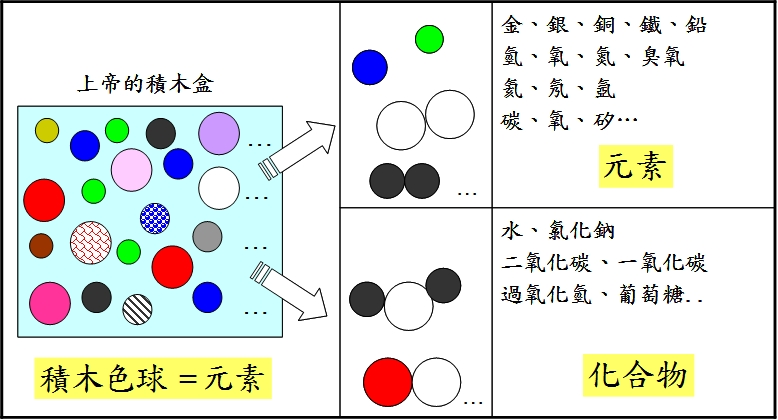 上帝的積木盒
...
...
...
...
積木色球＝元素
...
金、銀、銅、鐵、鉛
氫、氧、氮、臭氧
氦、氖、氬
碳、氧、矽…
元素
...
水、氯化鈉
二氧化碳、一氧化碳
過氧化氫、葡萄糖..
化合物